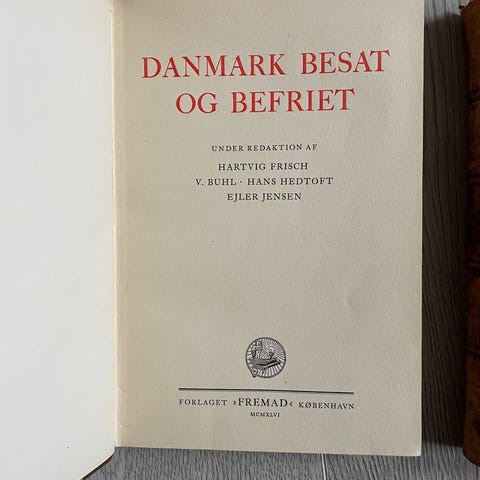 DANMARK BESAT
OG BEFRIET
UNDER REDAKTION AF
HARTVIG FRISCH
V. BUHL · HANS HEDTOFT
EJLER JENSEN
FORLAGET »FREMAD« KØBENHAVN
MCMXLVI